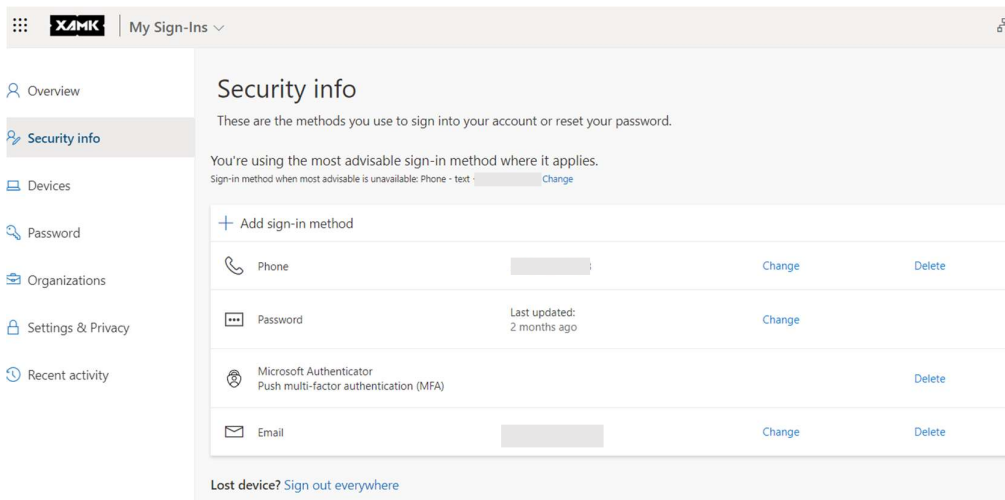 XAMK My Sign-Ins
Overview
Security info
Devices
Password
Organizations
Settings & Privacy
Recent activity
Security info
These are the methods you use to sign into your account or reset your password.
You're using the most advisable sign-in method where it applies.
Sign-in method when most advisable is unavailable: Phone - text Change
+ Add sign-in method
Phone Change Delete
Password Last updated: Change
2 months ago
Microsoft Authenticator
Push multi-factor authentication (MFA) Delete
Email Change Delete
Lost device? Sign out everywhere